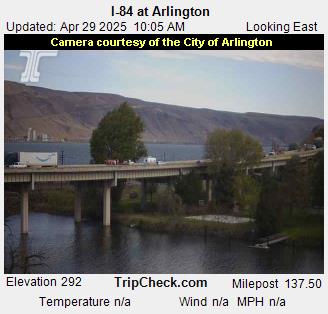 I-84 at Arlington
Updated: Apr 29 2025 10:05 AM Looking East
Camera courtesy of the City of Arlington
Elevation 292 TripCheck.com Milepost 137.50
Temperature n/a Wind n/a MPH n/a